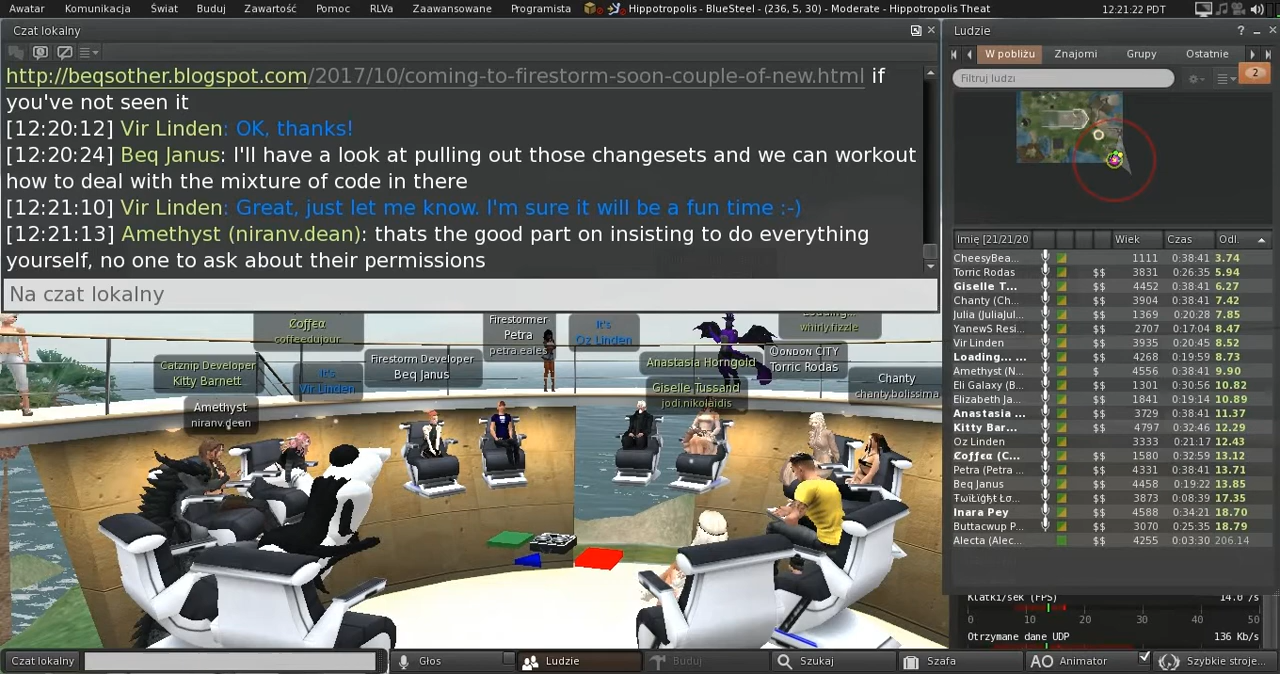 Awatar Komunikacja Świat Buduj Zawartość Pomoc RLVa Zaawansowane Programista Hippotropolis - BlueSteel - (236, 5, 30) - Moderate - Hippotropolis Theat 12:21:22 PDT
Czat lokalny
http://beqsother.blogspot.com/2017/10/coming-to-firestorm-soon-couple-of-new.html if
you've not seen it
[12:20:12] Vir Linden: OK, thanks!
[12:20:24] Beq Janus: I'll have a look at pulling out those changesets and we can workout
how to deal with the mixture of code in there
[12:21:10] Vir Linden: Great, just let me know. I'm sure it will be a fun time :-)
[12:21:13] Amethyst (niranv.dean): thats the good part on insisting to do everything
yourself, no one to ask about their permissions
Na czat lokalny
Coffεα
coffeedujour
Firestormer
Petra
petra.eales
It's
Oz Linden
whirly.fizzle
Catznip Developer
Kitty Barnett
It's
Vir Linden
Firestorm Developer
Beq Janus
Anastasia Horngold
Giselle Tussand
jodi.nikolaidis
ⓁONDON CITY
Torric Rodas
Chanty
chanty.bolissima
Amethyst
niranv.dean
Ludzie
W pobliżu Znajomi Grupy Ostatnie
2
Filtruj ludzi
Imię [21/21/20 Wiek Czas Odl.
CheesyBea... 1111 0:38:41 3.74
Torric Rodas $$ 3831 0:26:35 5.94
Giselle T... $$ 4452 0:38:41 6.27
Chanty (Ch... $$ 3904 0:38:41 7.42
Julia (JuliaJul... $$ 1369 0:20:28 7.85
YanewS Resi... $$ 2707 0:17:04 8.47
Vir Linden $$ 3935 0:20:45 8.52
Loading... ... $$ 4268 0:19:59 8.73
Amethyst (N... $ 4556 0:38:41 9.90
Eli Galaxy (B... $$ 1301 0:30:56 10.82
Elizabeth Ja... $$ 1841 0:19:14 10.89
Anastasia ... $$ 3729 0:38:41 11.37
Kitty Bar... $$ 4797 0:32:46 12.29
Oz Linden 3333 0:21:17 12.43
Ȼσffεα (C... $$ 1580 0:32:59 13.12
Petra (Petra ... $$ 4331 0:38:41 13.71
Beq Janus $$ 4458 0:19:22 13.85
$$ 3873 0:08:39 17.35
Inara Pey $$ 4588 0:34:21 18.70
Buttacwup P... $$ 3070 0:25:35 18.79
Alecta (Alec... $$ 4255 0:03:30 206.14
Klatki/sek (FPS) 14.0 /s
0 10 20 30 40 50
Otrzymane dane UDP 136 Kb/s
Czat lokalny Głos Ludzie Buduj Szukaj Szafa AO Animator Szybkie stroje...